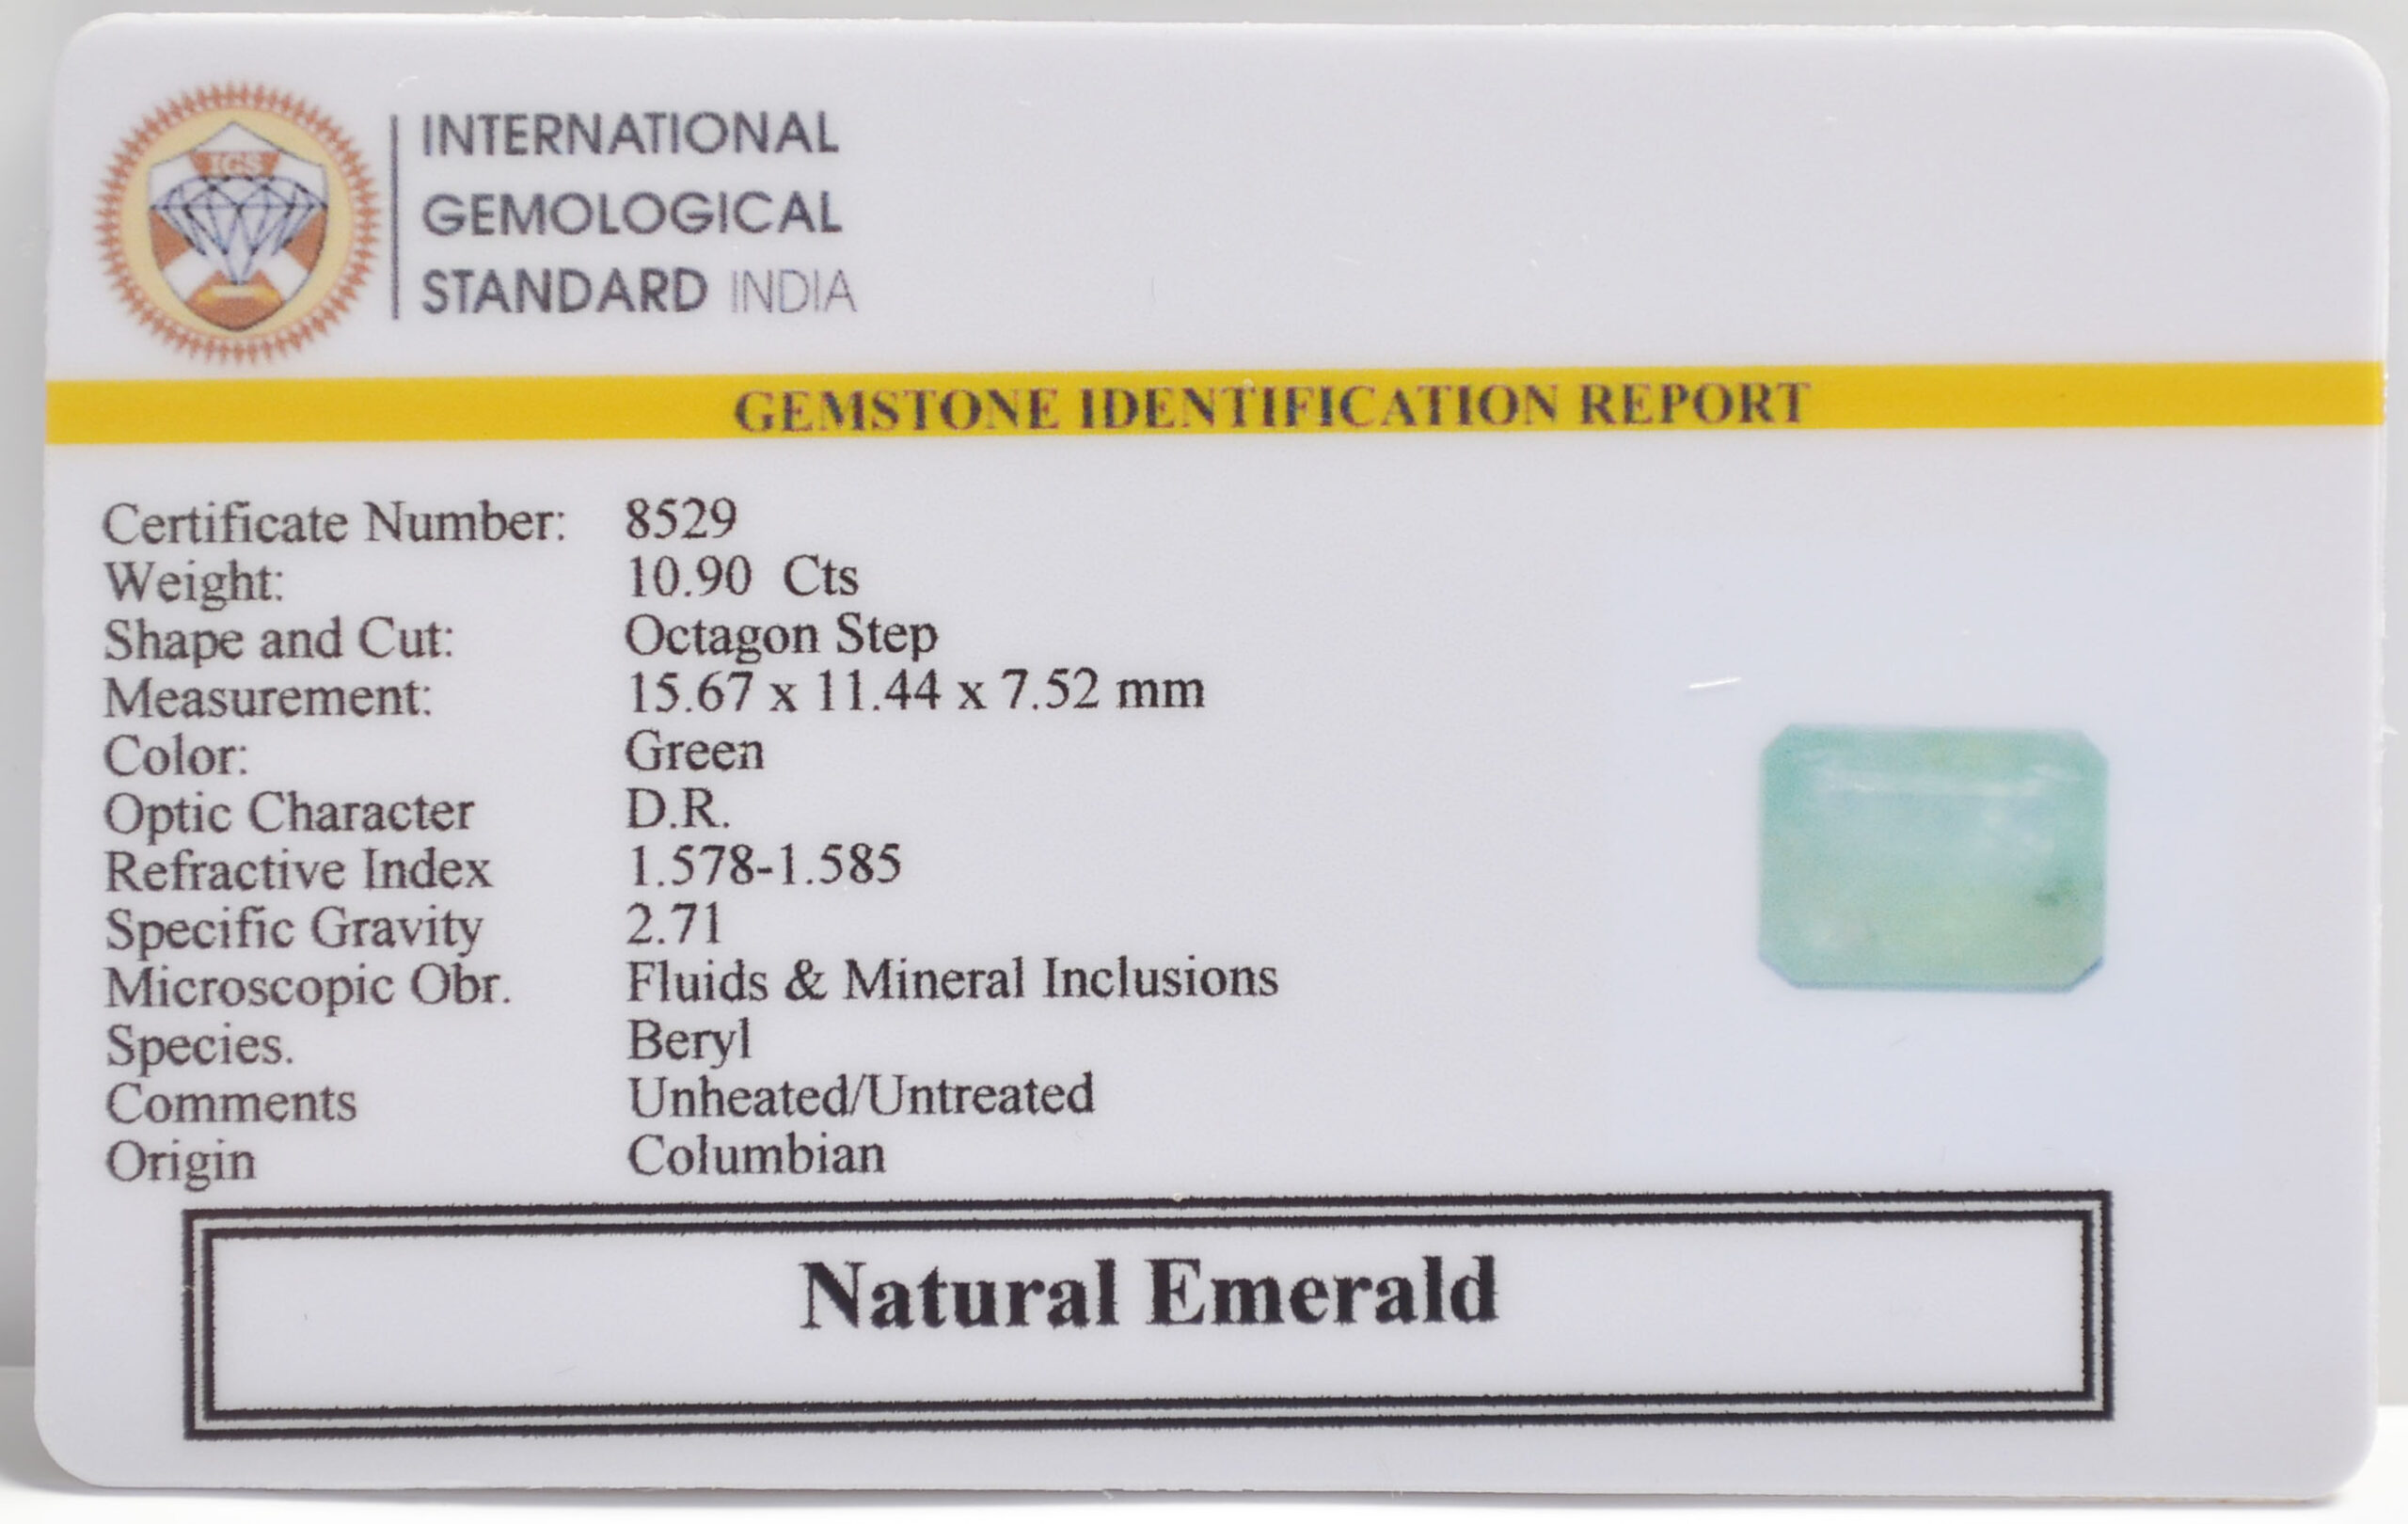 IGS
INTERNATIONAL
GEMOLOGICAL
STANDARD INDIA
GEMSTONE IDENTIFICATION REPORT
Certificate Number: 8529
Weight: 10.90 Cts
Shape and Cut: Octagon Step
Measurement: 15.67 x 11.44 x 7.52 mm
Color: Green
Optic Character D.R.
Refractive Index 1.578-1.585
Specific Gravity 2.71
Microscopic Obr. Fluids & Mineral Inclusions
Species. Beryl
Comments Unheated/Untreated
Origin Columbian
Natural Emerald